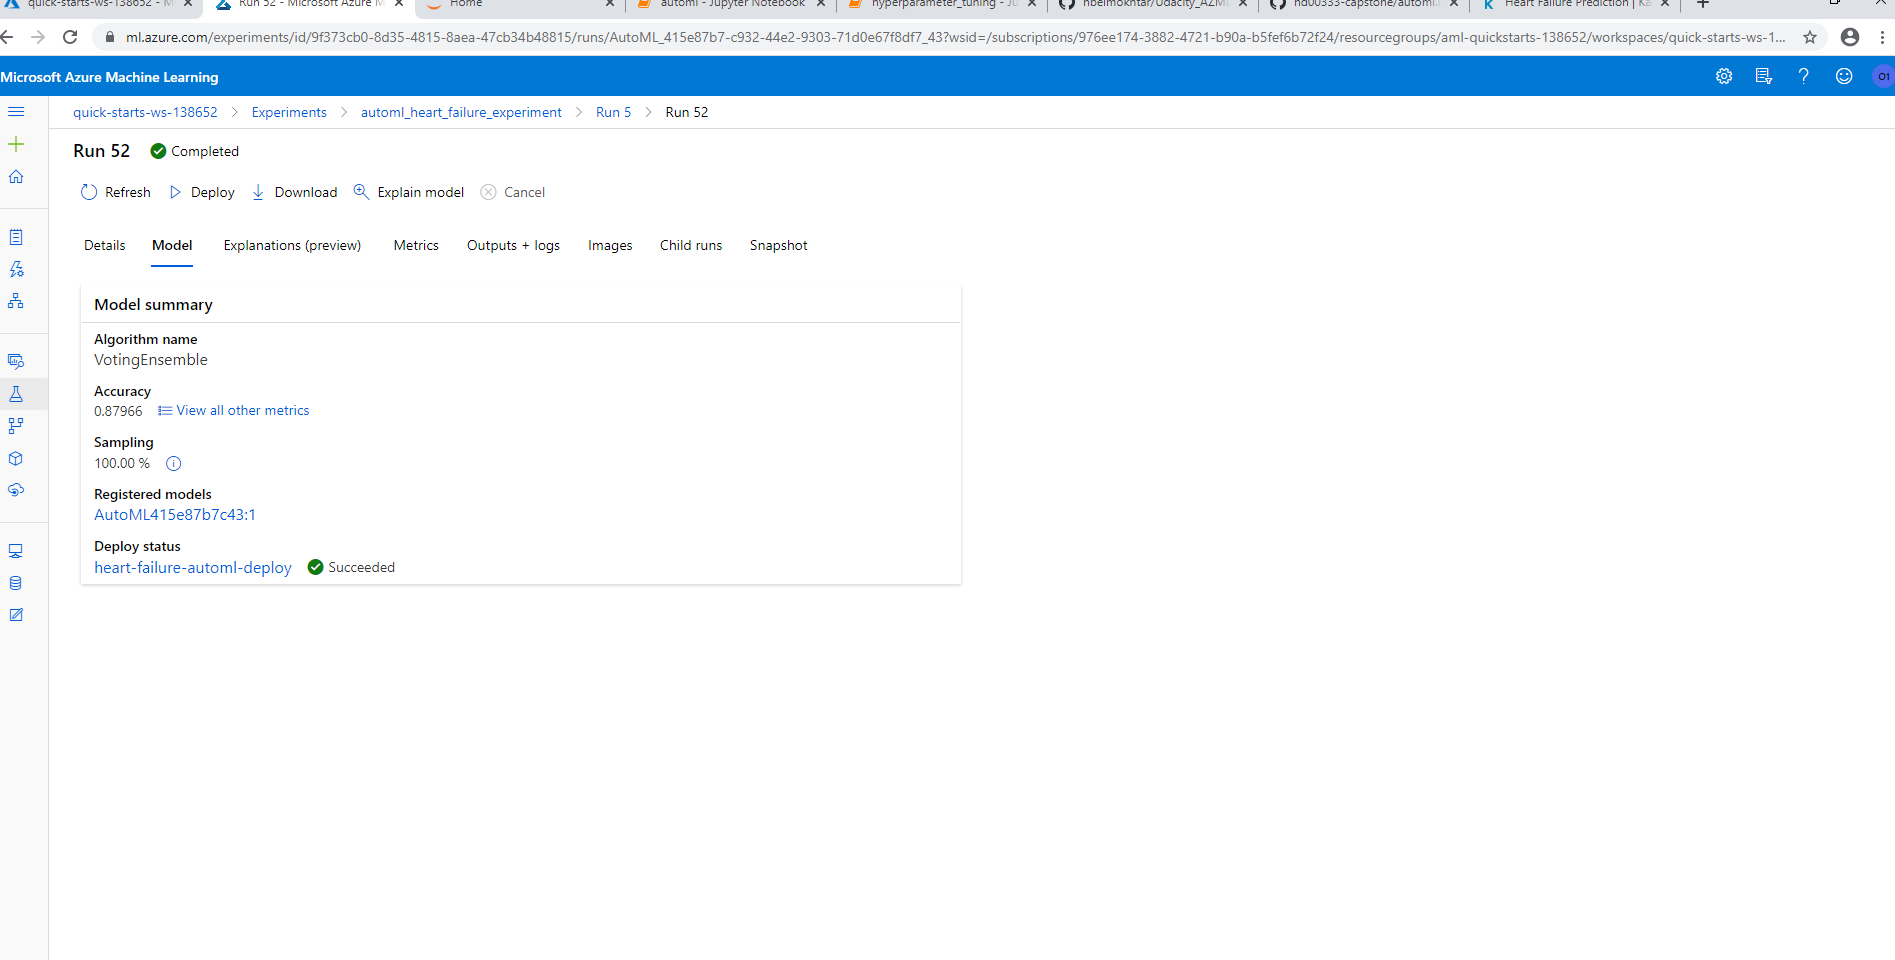 quick-starts-ws-138652 - M
Run 52 - Microsoft Azure M
Home
automl - Jupyter Notebook
hyperparameter_tuning - Ju
nbelmokhtar/Udacity_AZML
nd00333-capstone/automl.
Heart Failure Prediction | Ka
ml.azure.com/experiments/id/9f373cb0-8d35-4815-8aea-47cb34b48815/runs/AutoML_415e87b7-c932-44e2-9303-71d0e67f8df7_43?wsid=/subscriptions/976ee174-3882-4721-b90a-b5fef6b72f24/resourcegroups/aml-quickstarts-138652/workspaces/quick-starts-ws-1...
Microsoft Azure Machine Learning
O1
quick-starts-ws-138652 > Experiments > automl_heart_failure_experiment > Run 5 > Run 52
Run 52 Completed
Refresh Deploy Download Explain model Cancel
Details Model Explanations (preview) Metrics Outputs + logs Images Child runs Snapshot
Model summary
Algorithm name
VotingEnsemble
Accuracy
0.87966 View all other metrics
Sampling
100.00 %
Registered models
AutoML415e87b7c43:1
Deploy status
heart-failure-automl-deploy Succeeded